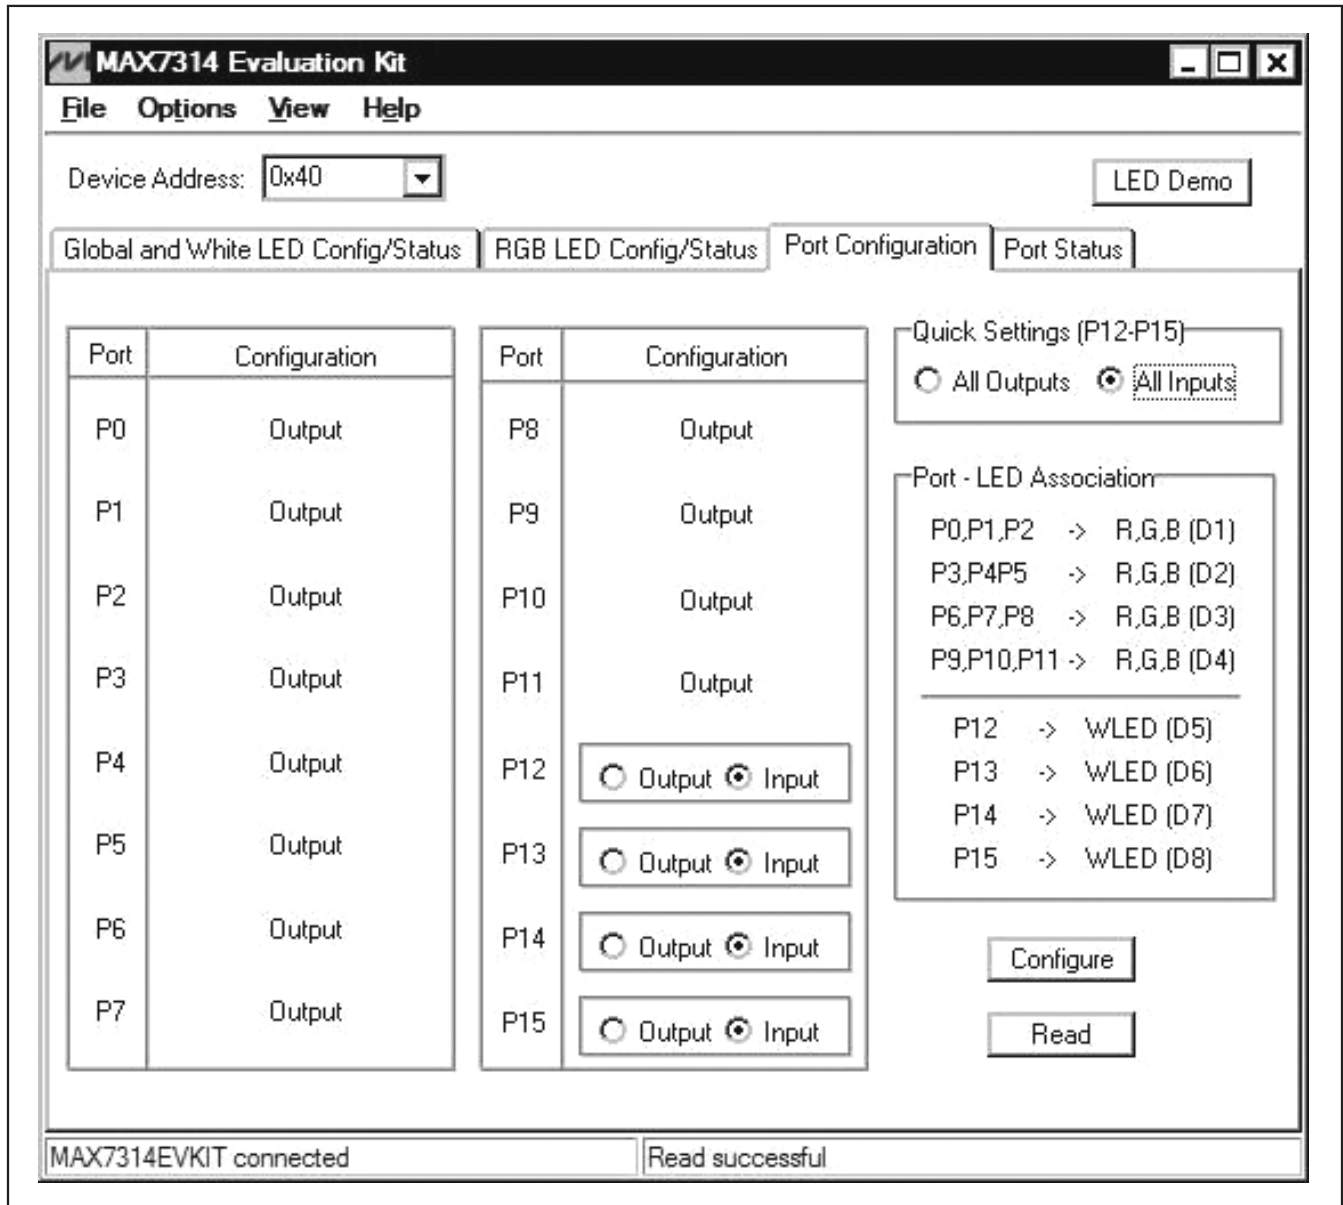 MAX7314 Evaluation Kit
File Options View Help
Device Address: 0x40
LED Demo
Global and White LED Config/Status
RGB LED Config/Status
Port Configuration
Port Status
Port Configuration
P0 Output
P1 Output
P2 Output
P3 Output
P4 Output
P5 Output
P6 Output
P7 Output
Port Configuration
P8 Output
P9 Output
P10 Output
P11 Output
P12 Output Input
P13 Output Input
P14 Output Input
P15 Output Input
Quick Settings (P12-P15)
All Outputs All Inputs
Port - LED Association
P0,P1,P2 -> R,G,B (D1)
P3,P4P5 -> R,G,B (D2)
P6,P7,P8 -> R,G,B (D3)
P9,P10,P11 -> R,G,B (D4)
P12 -> WLED (D5)
P13 -> WLED (D6)
P14 -> WLED (D7)
P15 -> WLED (D8)
Configure
Read
MAX7314EVKIT connected
Read successful